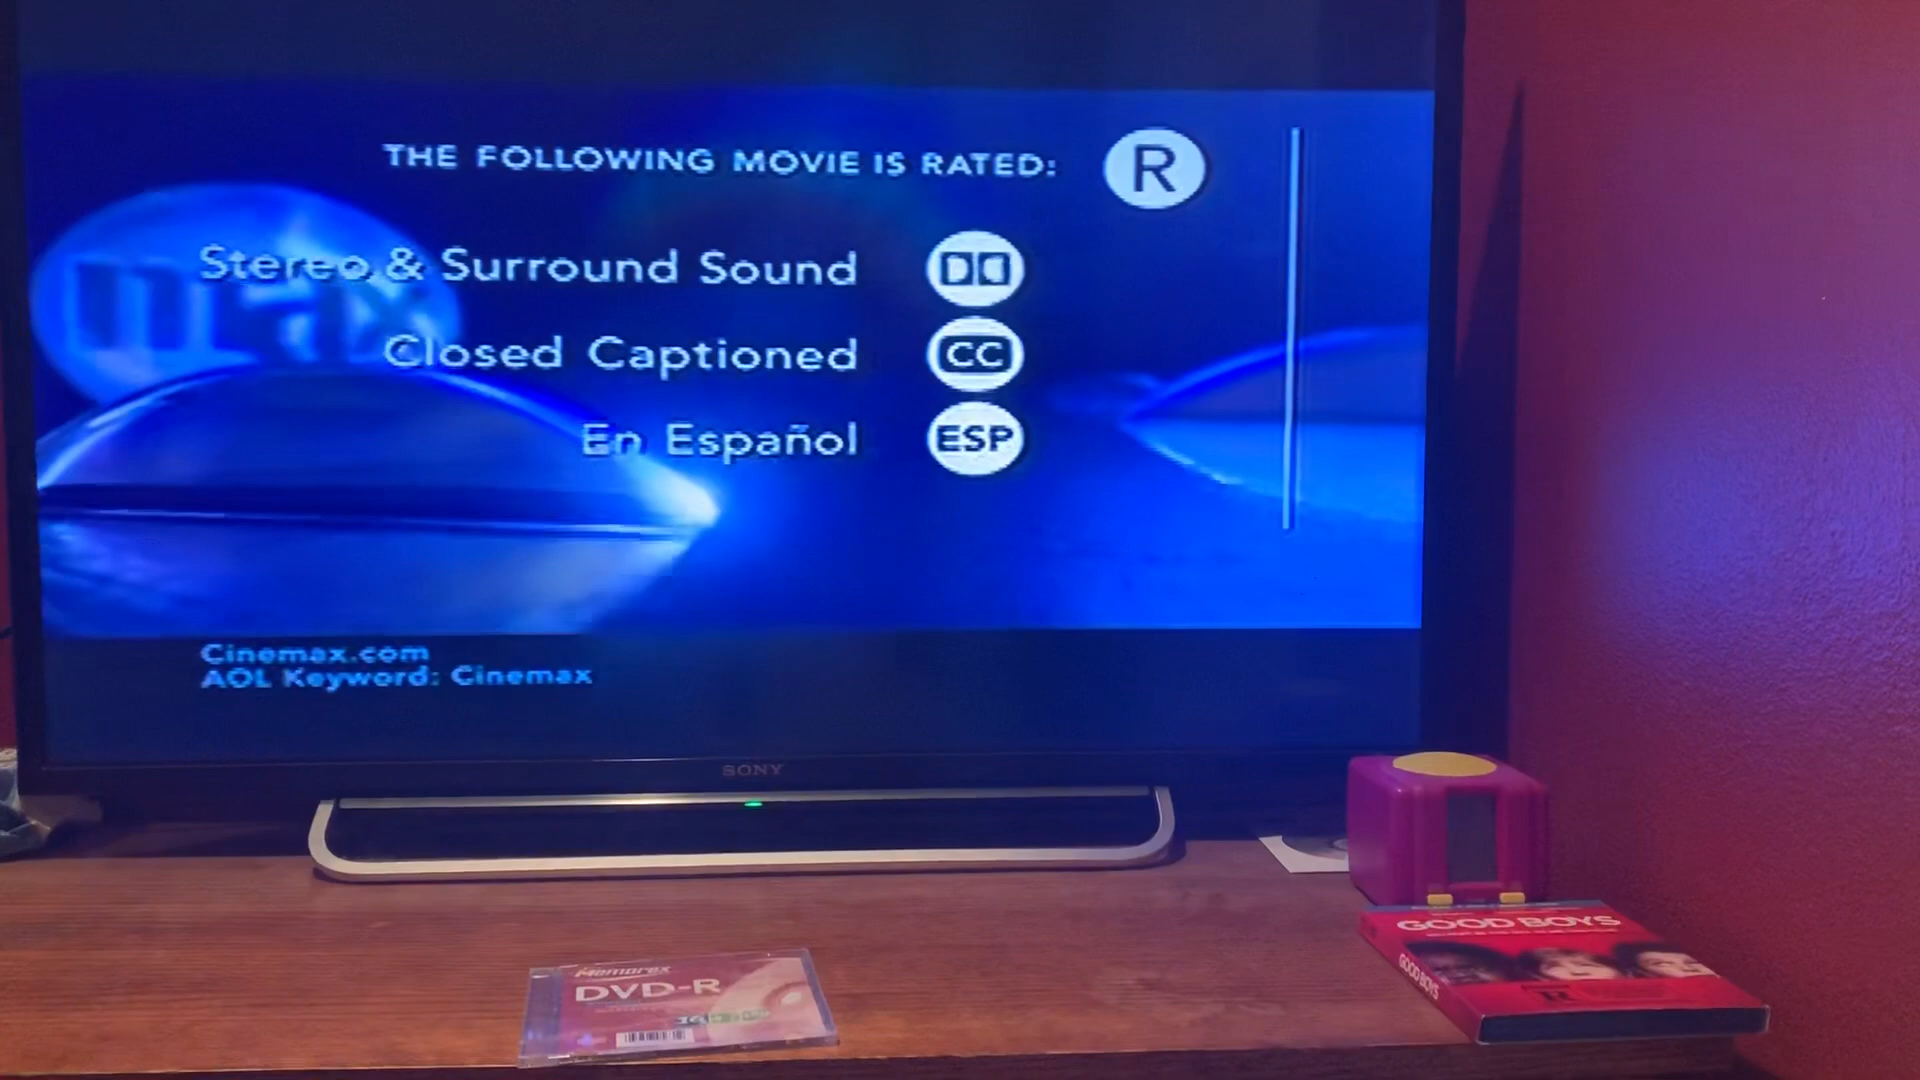 THE FOLLOWING MOVIE IS RATED: R
max
Stereo & Surround Sound
Closed Captioned CC
En Español ESP
Cinemax.com
AOL Keyword: Cinemax
SONY
GOOD BOYS
GOOD BOYS
R
Memorex
DVD-R